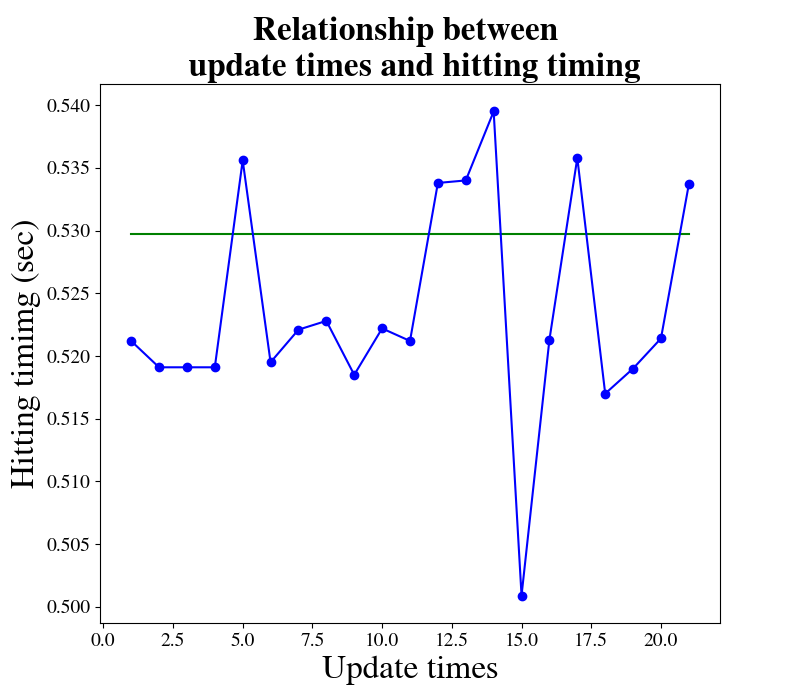 Relationship between
update times and hitting timing
0.540
0.535
0.530
0.525
0.520
0.515
0.510
0.505
0.500
Hitting timimg (sec)
0.0 2.5 5.0 7.5 10.0 12.5 15.0 17.5 20.0
Update times